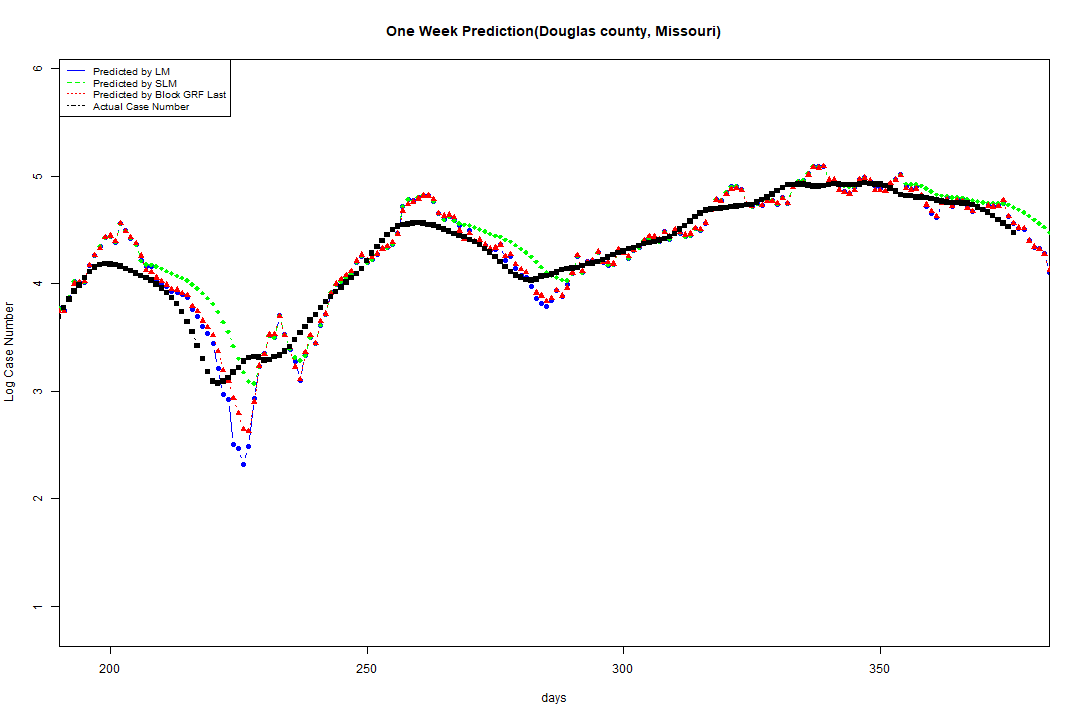 One Week Prediction(Douglas county, Missouri)
Predicted by LM
Predicted by SLM
Predicted by Block GRF Last
Actual Case Number
6
5
4
3
2
1
Log Case Number
200
250
300
350
days